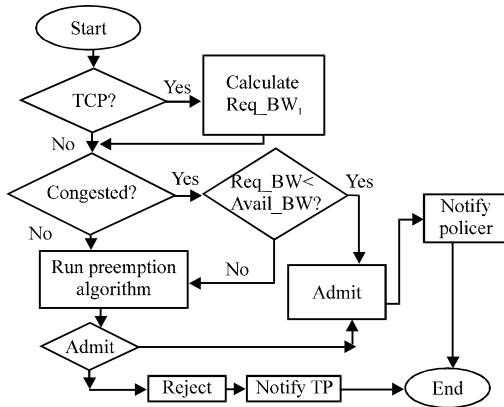 Start
TCP?
Yes
Calculate
Req_BW₁
No
Congested?
Yes
Req_BW<
Avail_BW?
Yes
Notify
policer
No
Run preemption
algorithm
No
Admit
Admit
Reject
Notify TP
End